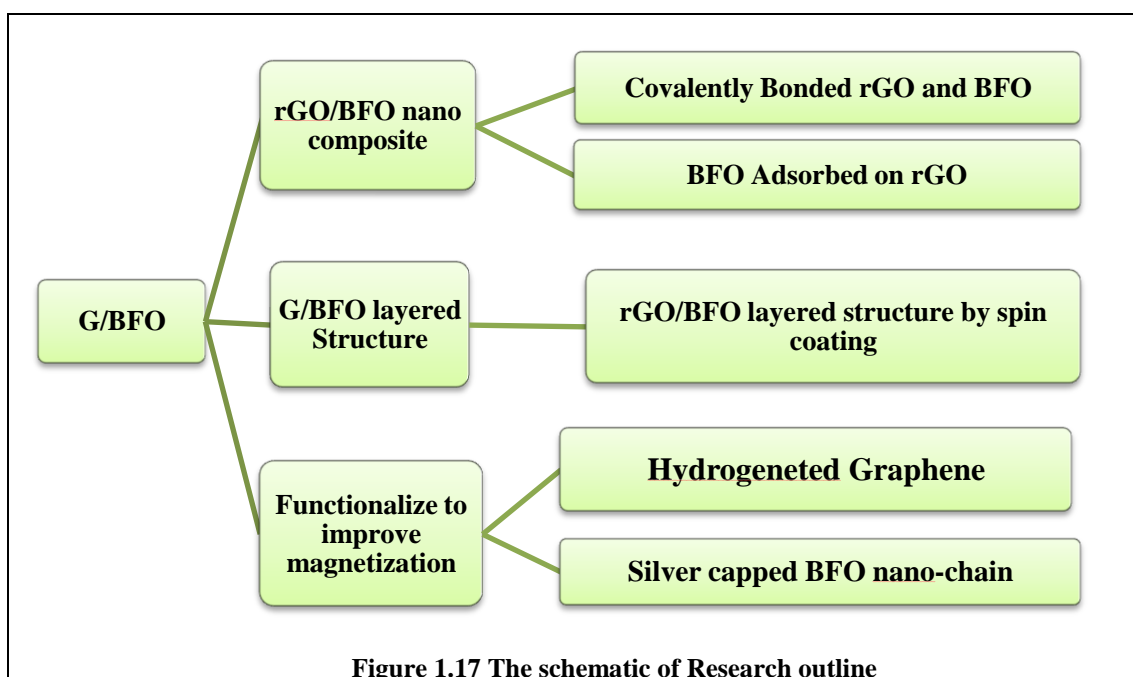 G/BFO
rGO/BFO nano
composite
Covalently Bonded rGO and BFO
BFO Adsorbed on rGO
G/BFO layered
Structure
rGO/BFO layered structure by spin
coating
Functionalize to
improve
magnetization
Hydrogeneted Graphene
Silver capped BFO nano-chain
Figure 1.17 The schematic of Research outline